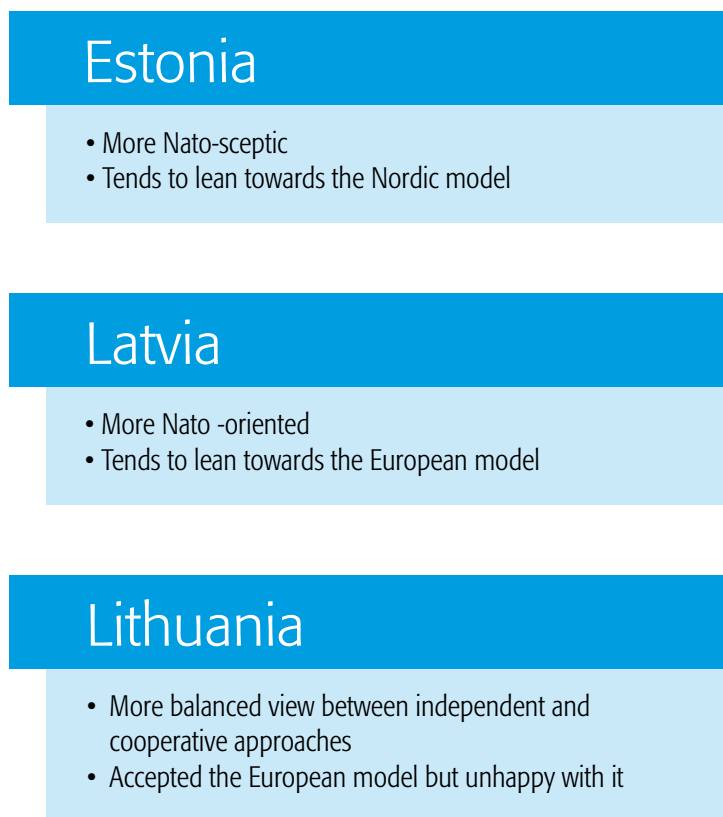 Estonia
• More Nato-sceptic
• Tends to lean towards the Nordic model
Latvia
• More Nato -oriented
• Tends to lean towards the European model
Lithuania
• More balanced view between independent and
cooperative approaches
• Accepted the European model but unhappy with it